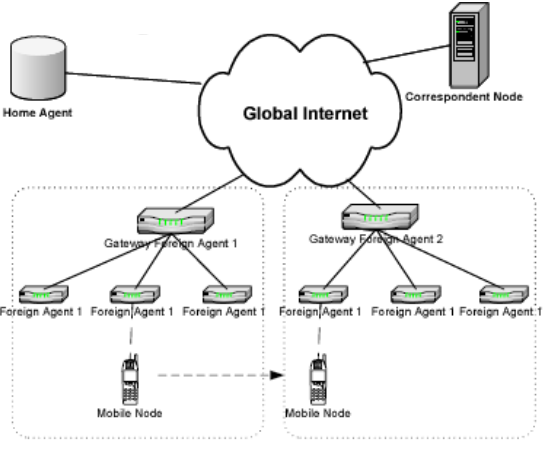 Home Agent
Correspondent Node
Global Internet
Gateway Foreign Agent 1
Gateway Foreign Agent 2
Foreign Agent 1
Foreign Agent 1
Foreign Agent 1
Foreign Agent 1
Foreign Agent 1
Foreign Agent 1
Mobile Node
Mobile Node